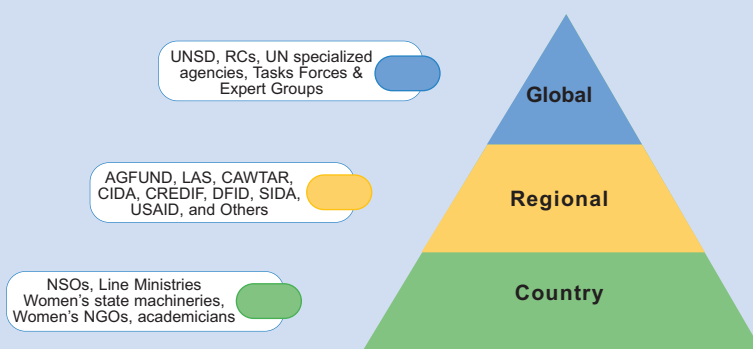 UNSD, RCs, UN specialized
agencies, Tasks Forces &
Expert Groups
Global
AGFUND, LAS, CAWTAR,
CIDA, CREDIF, DFID, SIDA,
USAID, and Others
Regional
NSOs, Line Ministries
Women's state machineries,
Women's NGOs, academicians
Country